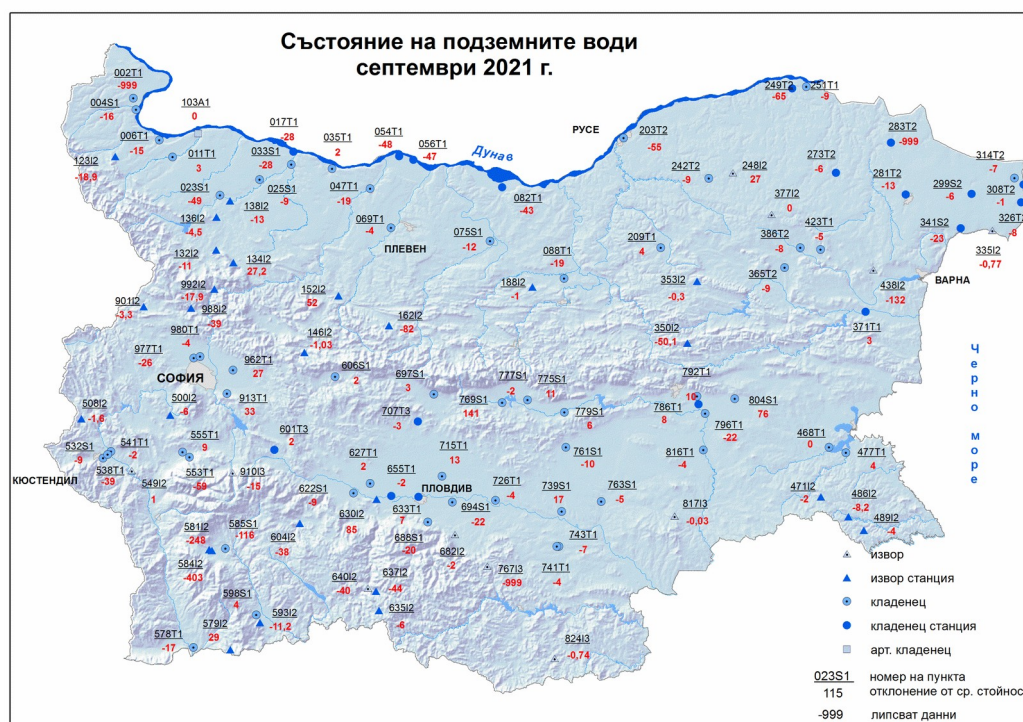 Състояние на подземните води
септември 2021 г.
002T1
-999
004S1
-16
103A1
0
006T1
-15
011T1
3
017T1
-28
033S1
-28
035T1
2
054T1
-48
056T1
-47
Дунав
РУСЕ
203T2
-55
249T2
-65
251T1
-9
283T2
-999
314T2
-7
123I2
-18,9
023S1
-49
025S1
-9
138I2
-13
047T1
-19
082T1
-43
242T2
-9
248I2
27
273T2
-6
281T2
-13
299S2
-6
308T2
-1
377I2
0
326T2
-8
136I2
-4,5
069T1
-4
ПЛЕВЕН
075S1
-12
088T1
-19
209T1
4
386T2
-8
423T1
-5
341S2
-23
335I2
-0,77
132I2
-11
134I2
27,2
365T2
-9
ВАРНА
992I2
-17,9
152I2
52
188I2
-1
353I2
-0,3
438I2
-132
901I2
-3,3
988I2
-39
162I2
-82
371T1
3
980T1
-4
146I2
-1,03
350I2
-50,1
977T1
-26
СОФИЯ
962T1
27
606S1
2
697S1
3
777S1
-2
775S1
11
792T1
10
Черно море
508I2
-1,6
500I2
-6
913T1
33
769S1
141
779S1
6
786T1
8
804S1
76
707T3
-3
796T1
-22
532S1
-9
541T1
-2
555T1
9
601T3
2
761S1
-10
816T1
-4
468T1
0
477T1
4
КЮСТЕНДИЛ
538T1
-39
553T1
-59
910I3
-15
627T1
2
655T1
-2
715T1
13
ПЛОВДИВ
549I2
1
622S1
-9
630I2
85
633T1
7
694S1
-22
726T1
-4
739S1
17
763S1
-5
471I2
-2
486I2
-8,2
817I3
-0,03
489I2
-4
581I2
-248
585S1
-116
604I2
-38
688S1
-20
682I2
-2
743T1
-7
584I2
-403
640I2
-40
637I2
-44
767I3
-999
741T1
-4
598S1
4
593I2
-11,2
635I2
-6
578T1
-17
579I2
29
824I3
-0,74
извор
извор станция
кладенец
кладенец станция
арт. кладенец
023S1 номер на пункта
115 отклонение от ср. стойнос
-999 липсват данни